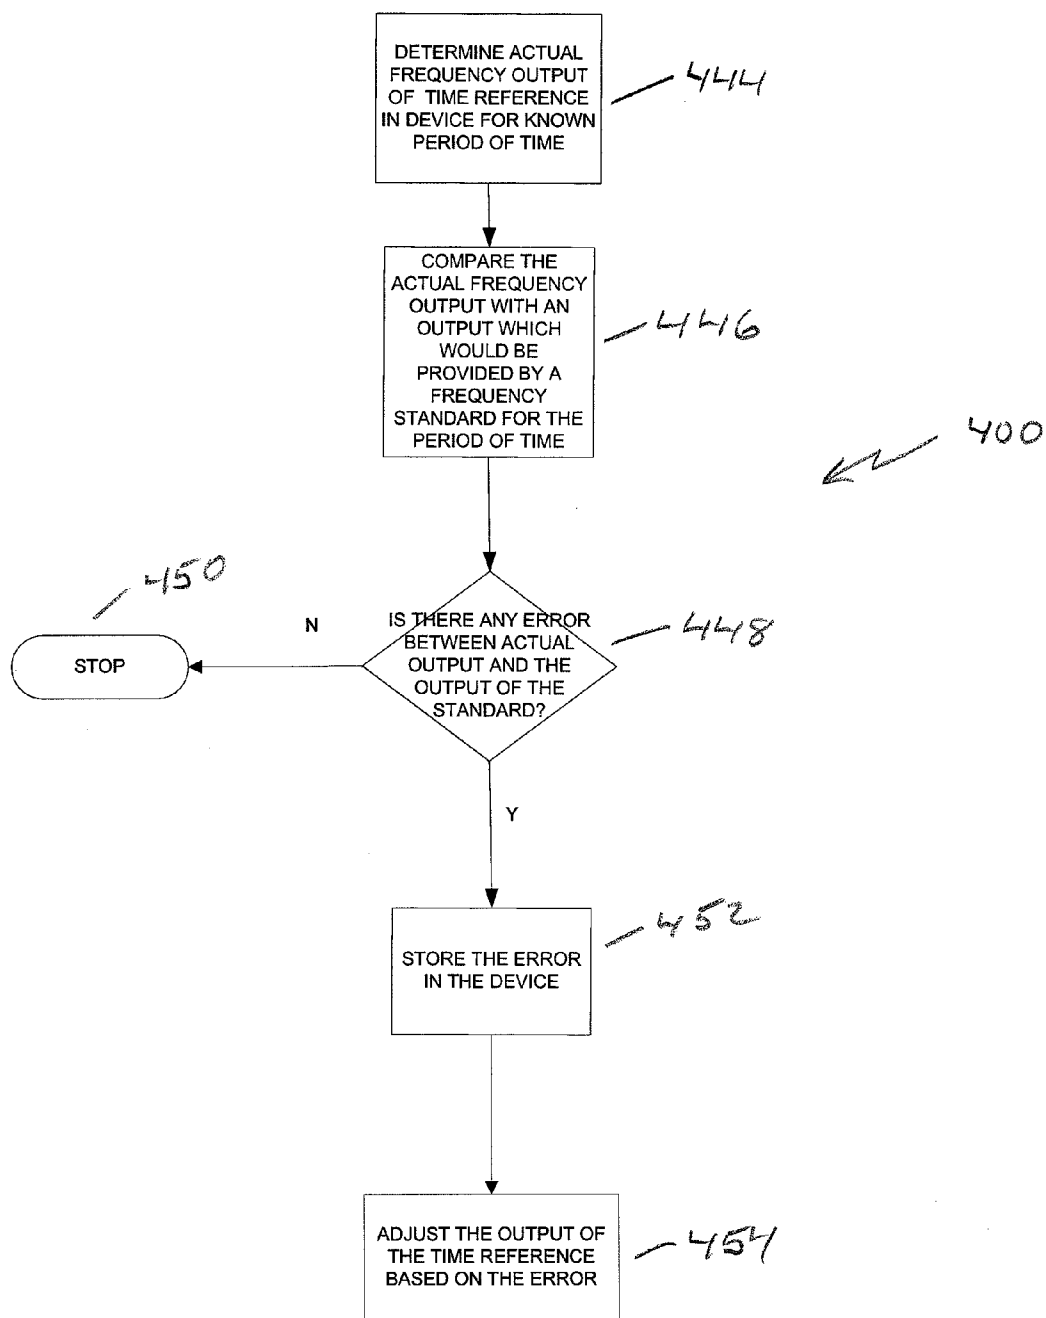 DETERMINE ACTUAL
FREQUENCY OUTPUT
OF TIME REFERENCE
IN DEVICE FOR KNOWN
PERIOD OF TIME
444
COMPARE THE
ACTUAL FREQUENCY
OUTPUT WITH AN
OUTPUT WHICH
WOULD BE
PROVIDED BY A
FREQUENCY
STANDARD FOR THE
PERIOD OF TIME
446
400
450
STOP
N
IS THERE ANY ERROR
BETWEEN ACTUAL
OUTPUT AND THE
OUTPUT OF THE
STANDARD?
448
Y
STORE THE ERROR
IN THE DEVICE
452
ADJUST THE OUTPUT OF
THE TIME REFERENCE
BASED ON THE ERROR
454